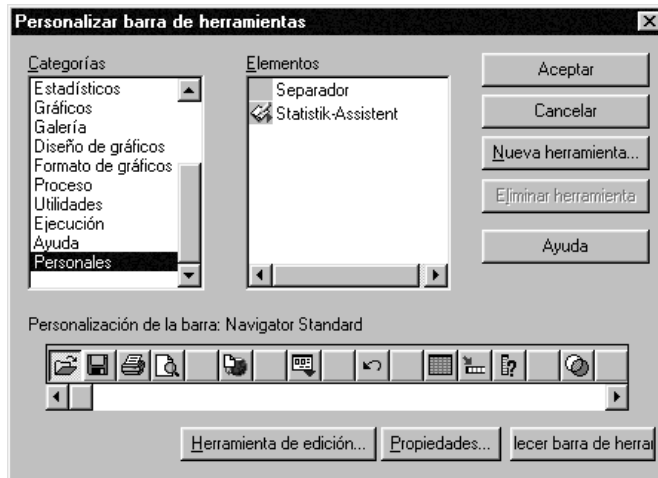 Personalizar barra de herramientas
Categorías
Elementos
Estadísticos
Gráficos
Galería
Diseño de gráficos
Formato de gráficos
Proceso
Utilidades
Ejecución
Ayuda
Personales
Separador
Statistik-Assistent
Aceptar
Cancelar
Nueva herramienta...
Eliminar herramienta
Ayuda
Personalización de la barra: Navigator Standard
Herramienta de edición...
Propiedades...
lecer barra de herrai